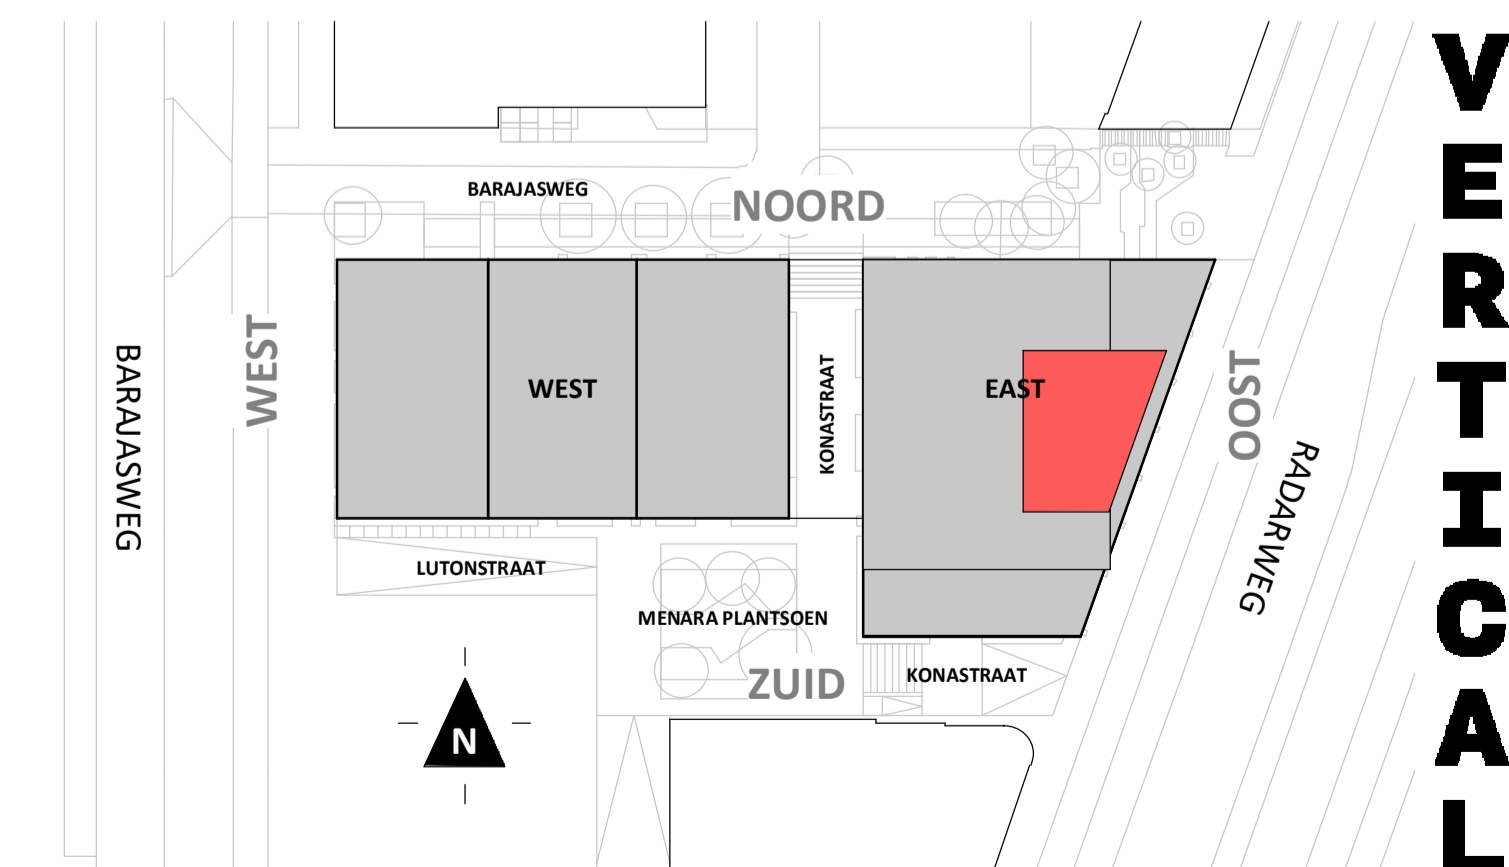 BARAJASWEG
NOORD
WEST
BARAJASWEG
WEST
KONASTRAAT
EAST
OOST
RADARWEG
LUTONSTRAAT
MENARA PLANTSOEN
ZUID
KONASTRAAT
N
VERTICAL